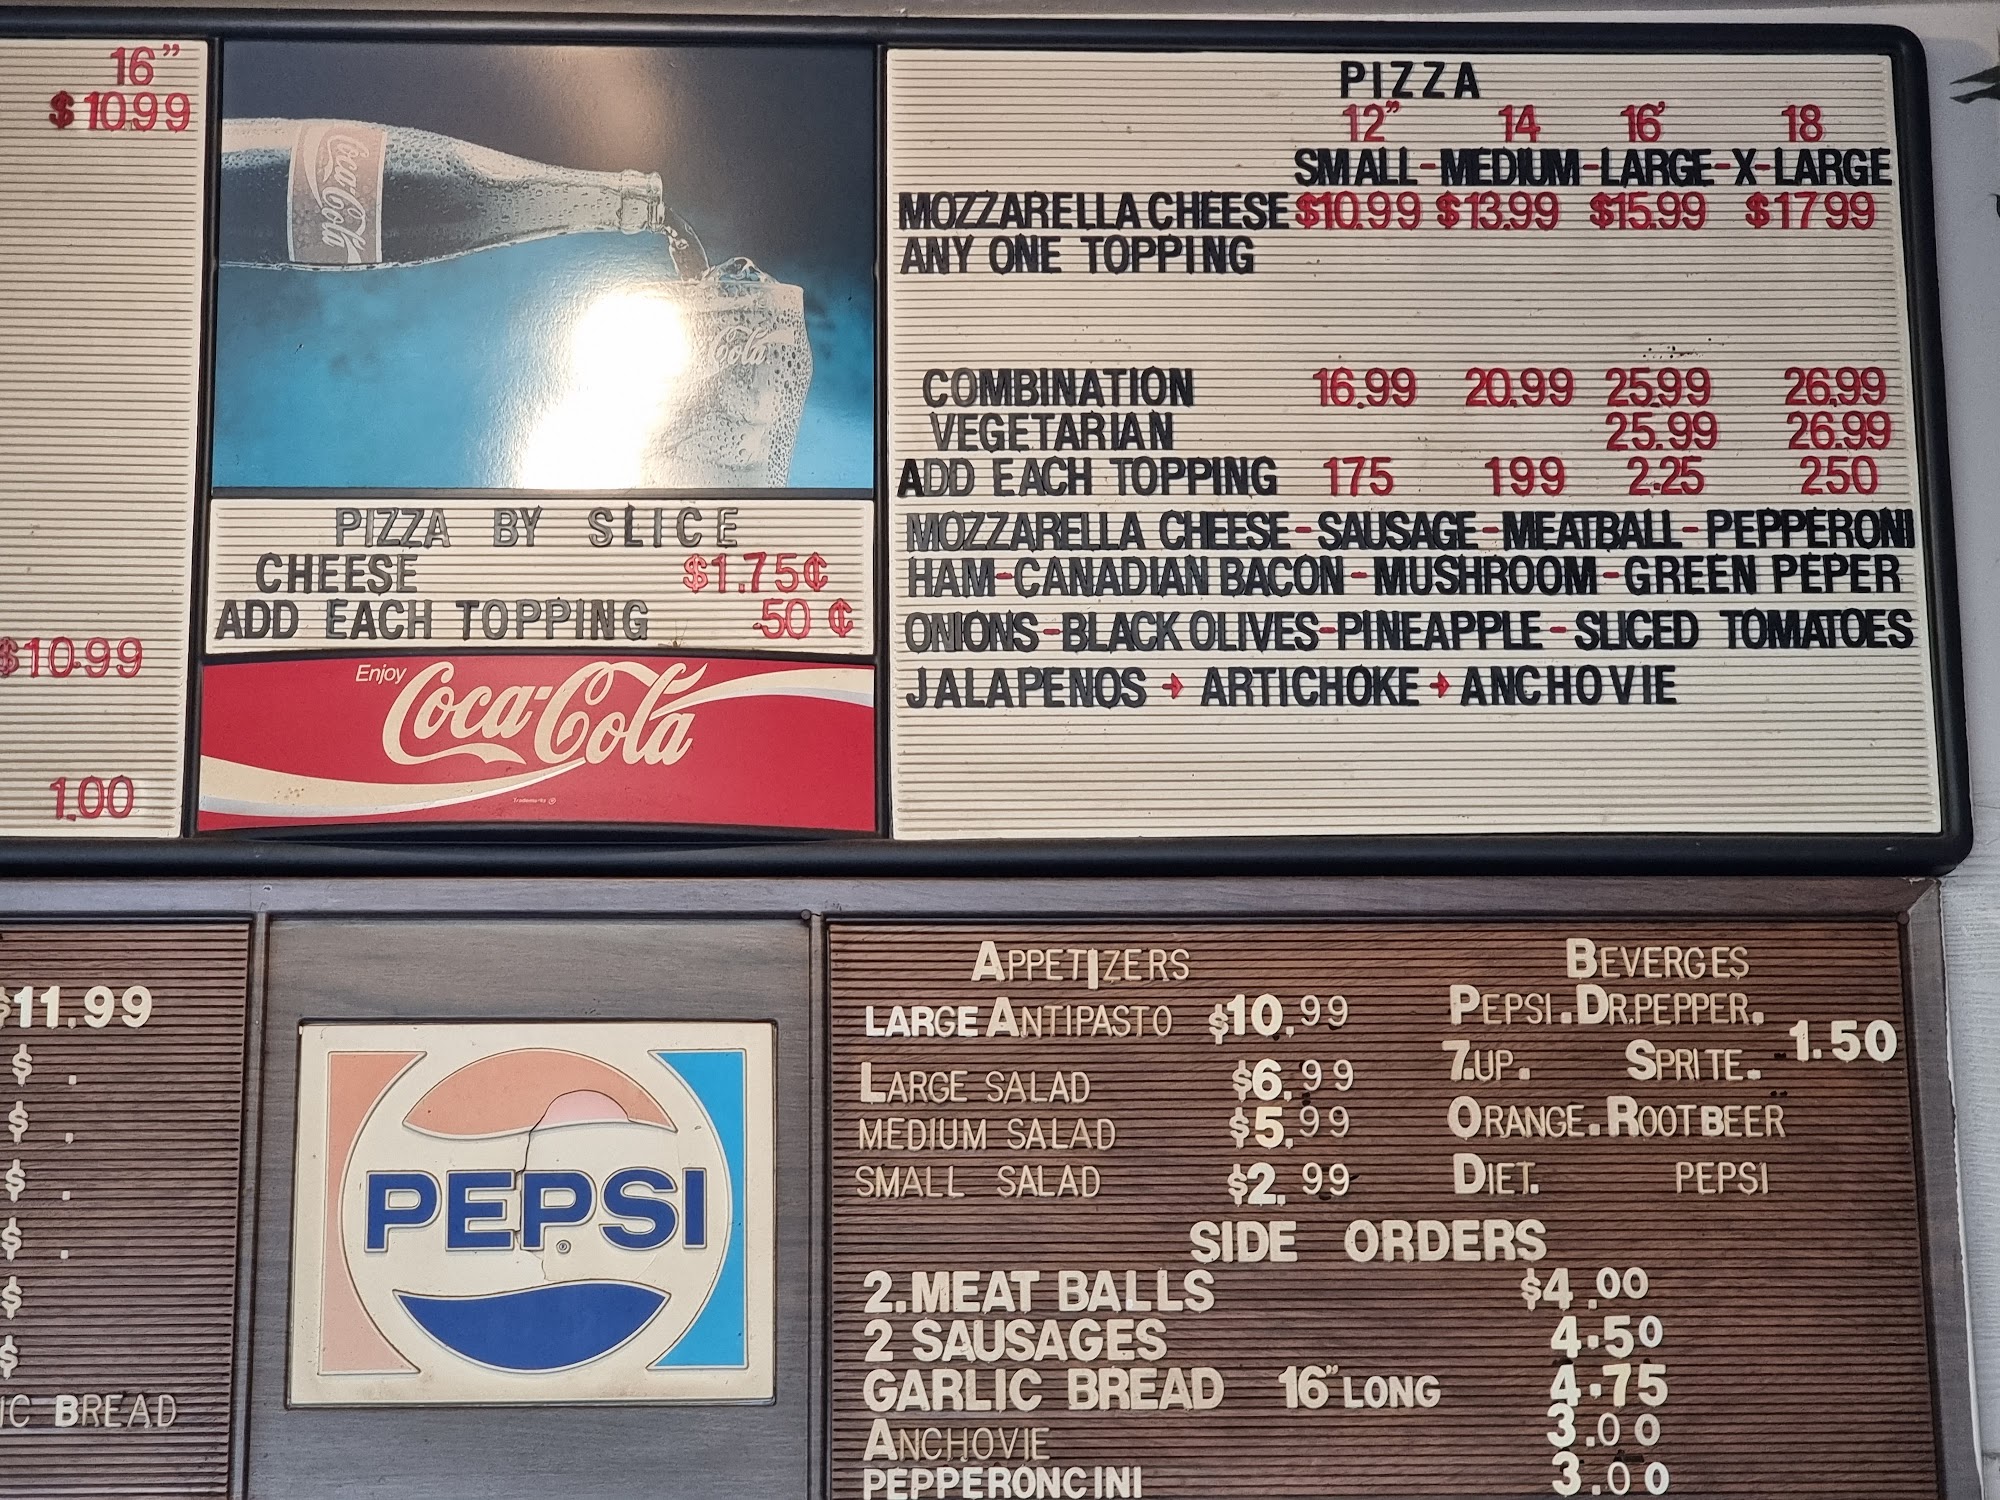 16"
$10.99
$10.99
1.00
Coca-Cola
Cola
PIZZA BY SLICE
CHEESE $1.75¢
ADD EACH TOPPING .50 ¢
Enjoy
Coca-Cola
PIZZA
12" 14 16' 18
SMALL-MEDIUM-LARGE-X-LARGE
MOZZARELLA CHEESE $10.99 $13.99 $15.99 $1799
ANY ONE TOPPING
COMBINATION 16.99 20.99 25.99 26.99
VEGETARIAN 25.99 26.99
ADD EACH TOPPING 175 199 2.25 250
MOZZARELLA CHEESE-SAUSAGE-MEATBALL-PEPPERONI
HAM-CANADIAN BACON-MUSHROOM-GREEN PEPER
ONIONS-BLACK OLIVES-PINEAPPLE-SLICED TOMATOES
JALAPENOS → ARTICHOKE → ANCHOVIE
$11.99
$ .
$ .
$ .
$ .
$
$
IC BREAD
PEPSI
®
APPETIZERS
LARGE ANTIPASTO $10.99
LARGE SALAD $6.99
MEDIUM SALAD $5.99
SMALL SALAD $2.99
BEVERGES
PEPSI.DR.PEPPER.
7.UP. SPRITE. 1.50
ORANGE.ROOTBEER
DIET. PEPSI
SIDE ORDERS
2.MEAT BALLS $4.00
2 SAUSAGES 4.50
GARLIC BREAD 16" LONG 4.75
ANCHOVIE 3.00
PEPPERONCINI 3.00